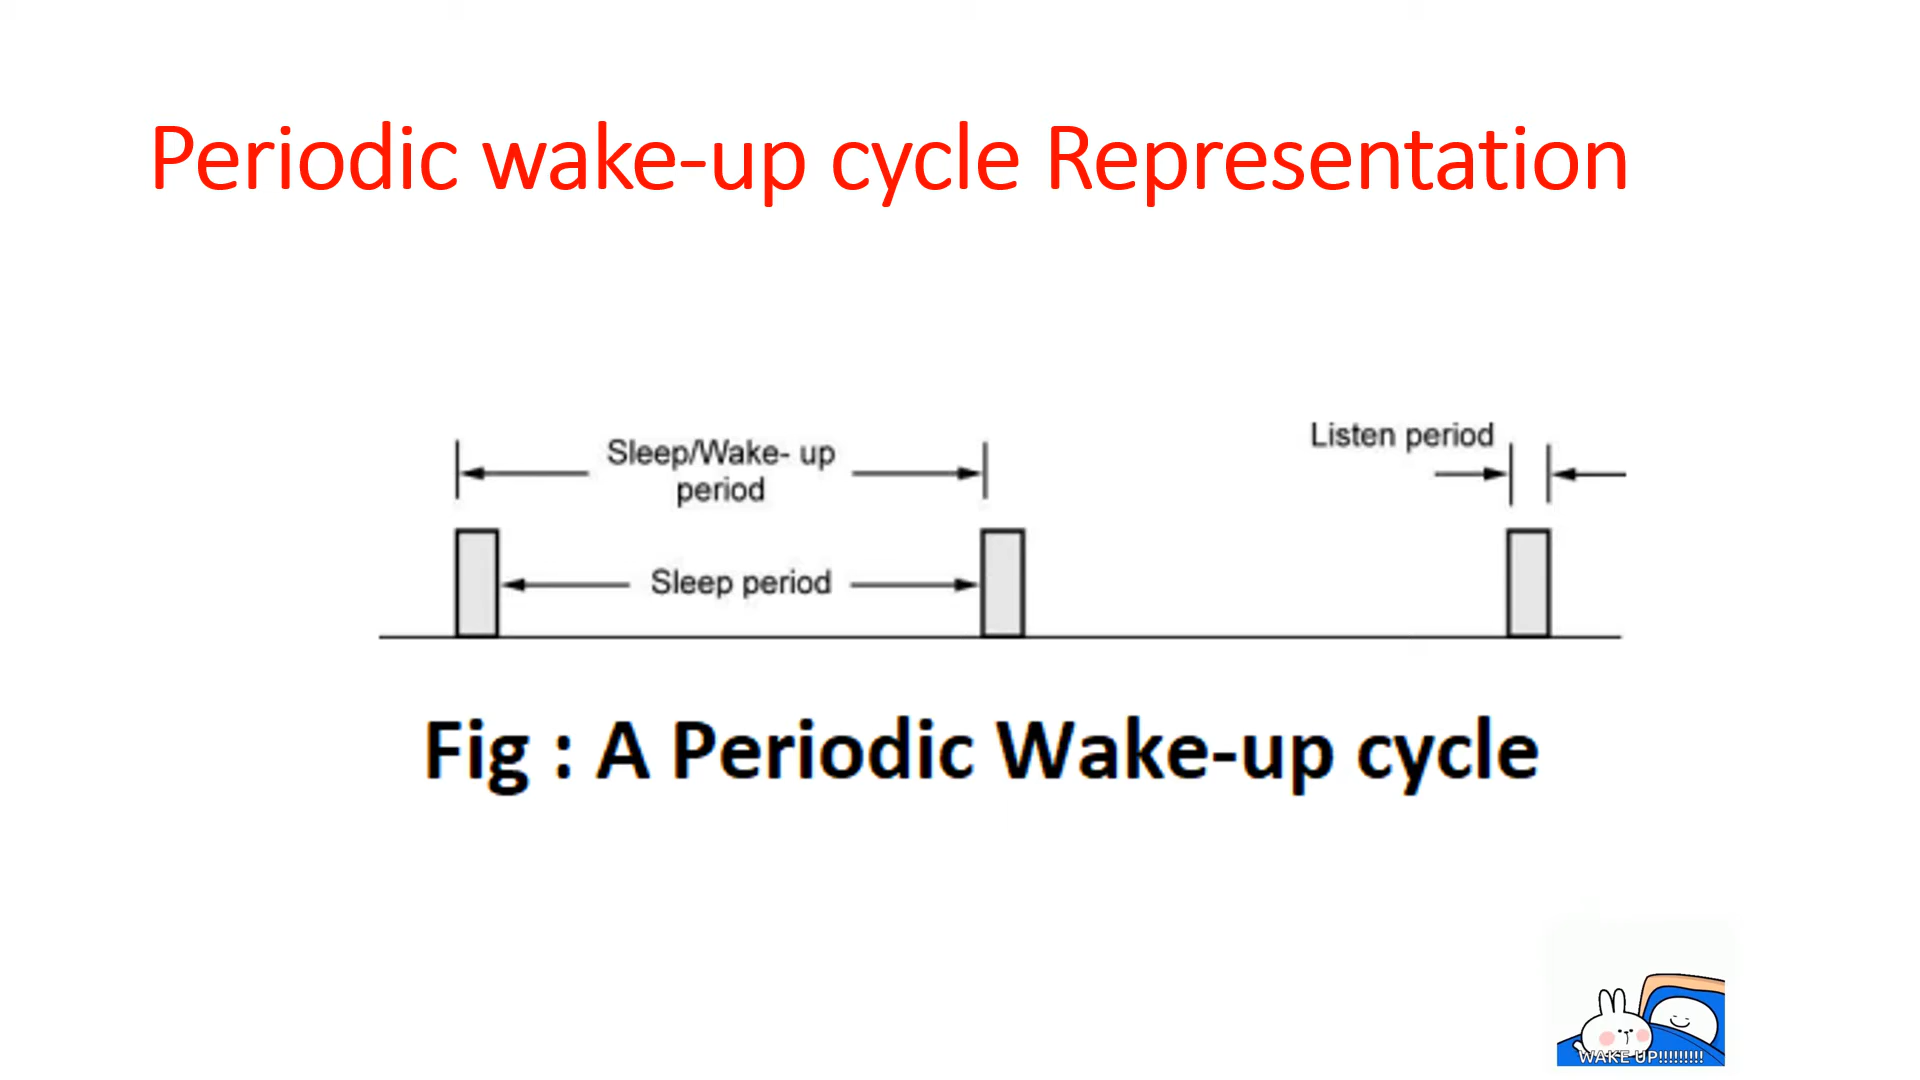 Periodic wake-up cycle Representation
Sleep/Wake- up
period
Listen period
Sleep period
Fig : A Periodic Wake-up cycle
WAKE UP!!!!!!!!!